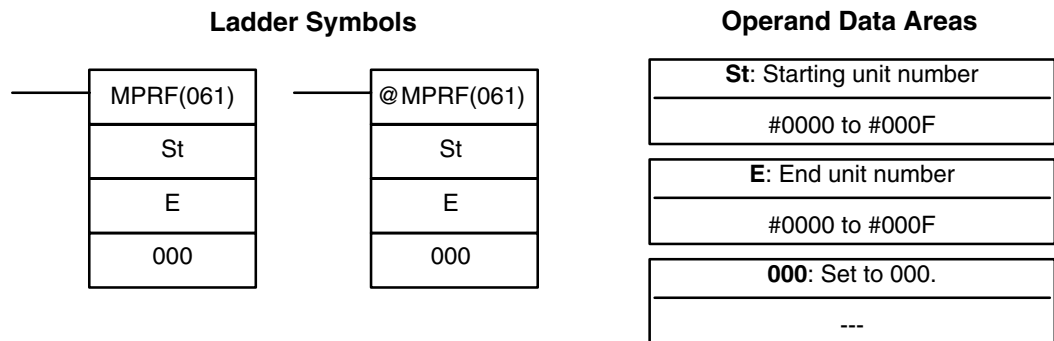 Ladder Symbols
MPRF(061)
St
E
000
@MPRF(061)
St
E
000
Operand Data Areas
St: Starting unit number
#0000 to #000F
E: End unit number
#0000 to #000F
000: Set to 000.
---